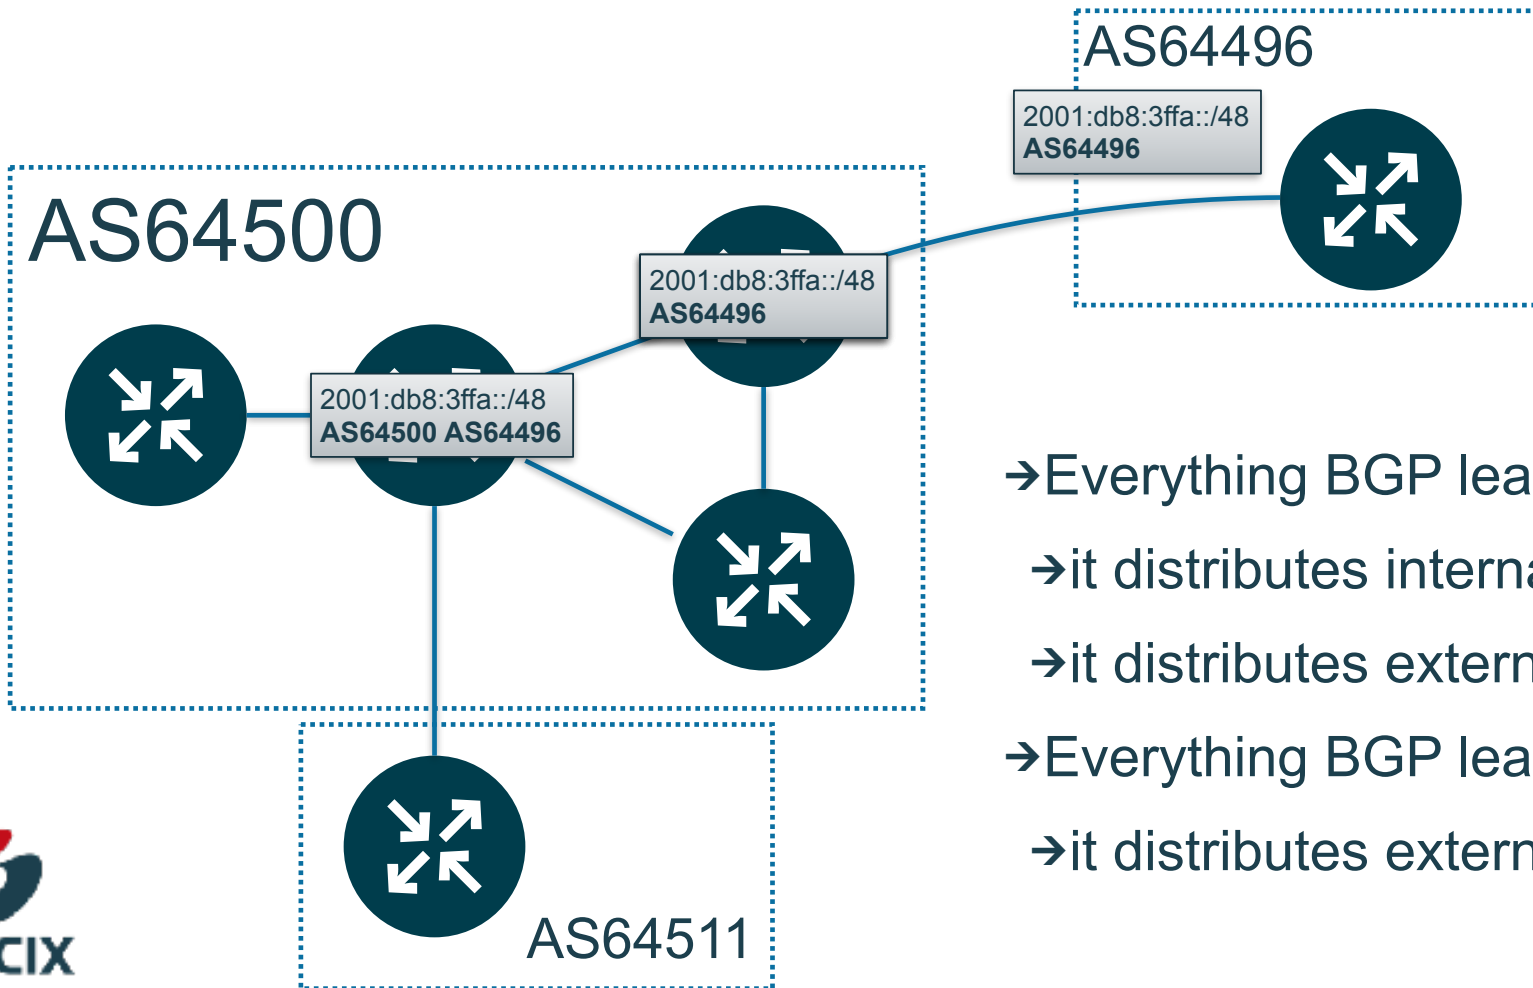 AS64496
2001:db8:3ffa::/48
AS64496
AS64500
2001:db8:3ffa::/48
AS64496
2001:db8:3ffa::/48
AS64500 AS64496
➔Everything BGP lea
➔it distributes interna
➔it distributes extern
➔Everything BGP lea
➔it distributes extern
AS64511
CIX